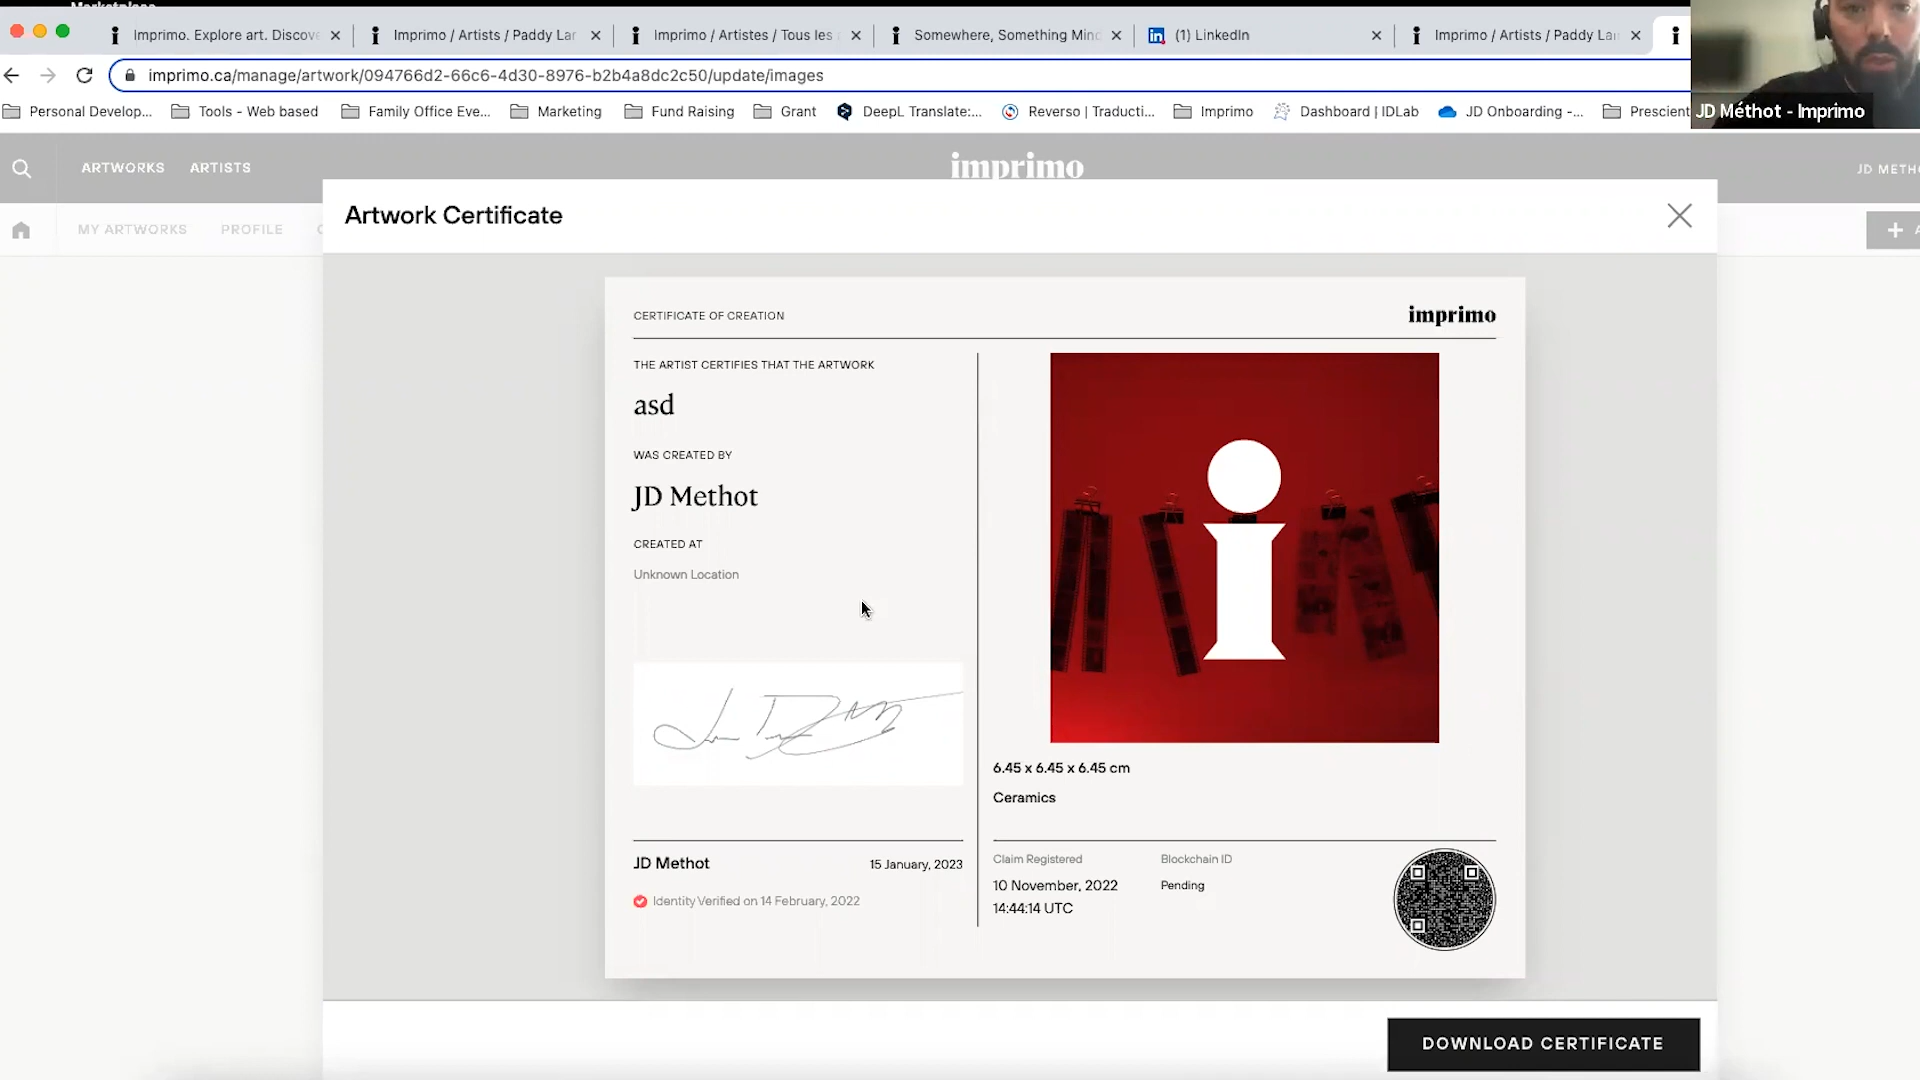 Marketplace
Imprimo. Explore art. Discove
Imprimo / Artists / Paddy Lar
Imprimo / Artistes / Tous les
Somewhere, Something Mind
(1) LinkedIn
Imprimo / Artists / Paddy Lar
imprimo.ca/manage/artwork/094766d2-66c6-4d30-8976-b2b4a8dc2c50/update/images
Personal Develop...
Tools - Web based
Family Office Eve...
Marketing
Fund Raising
Grant
DeepL Translate:...
Reverso | Traducti...
Imprimo
Dashboard | IDLab
JD Onboarding -...
Prescient
JD Méthot - Imprimo
ARTWORKS
ARTISTS
imprimo
JD METHO
MY ARTWORKS
PROFILE
Artwork Certificate
CERTIFICATE OF CREATION
imprimo
THE ARTIST CERTIFIES THAT THE ARTWORK
asd
WAS CREATED BY
JD Methot
CREATED AT
Unknown Location
i
6.45 x 6.45 x 6.45 cm
Ceramics
JD Methot
15 January, 2023
Identity Verified on 14 February, 2022
Claim Registered
10 November, 2022
14:44:14 UTC
Blockchain ID
Pending
DOWNLOAD CERTIFICATE